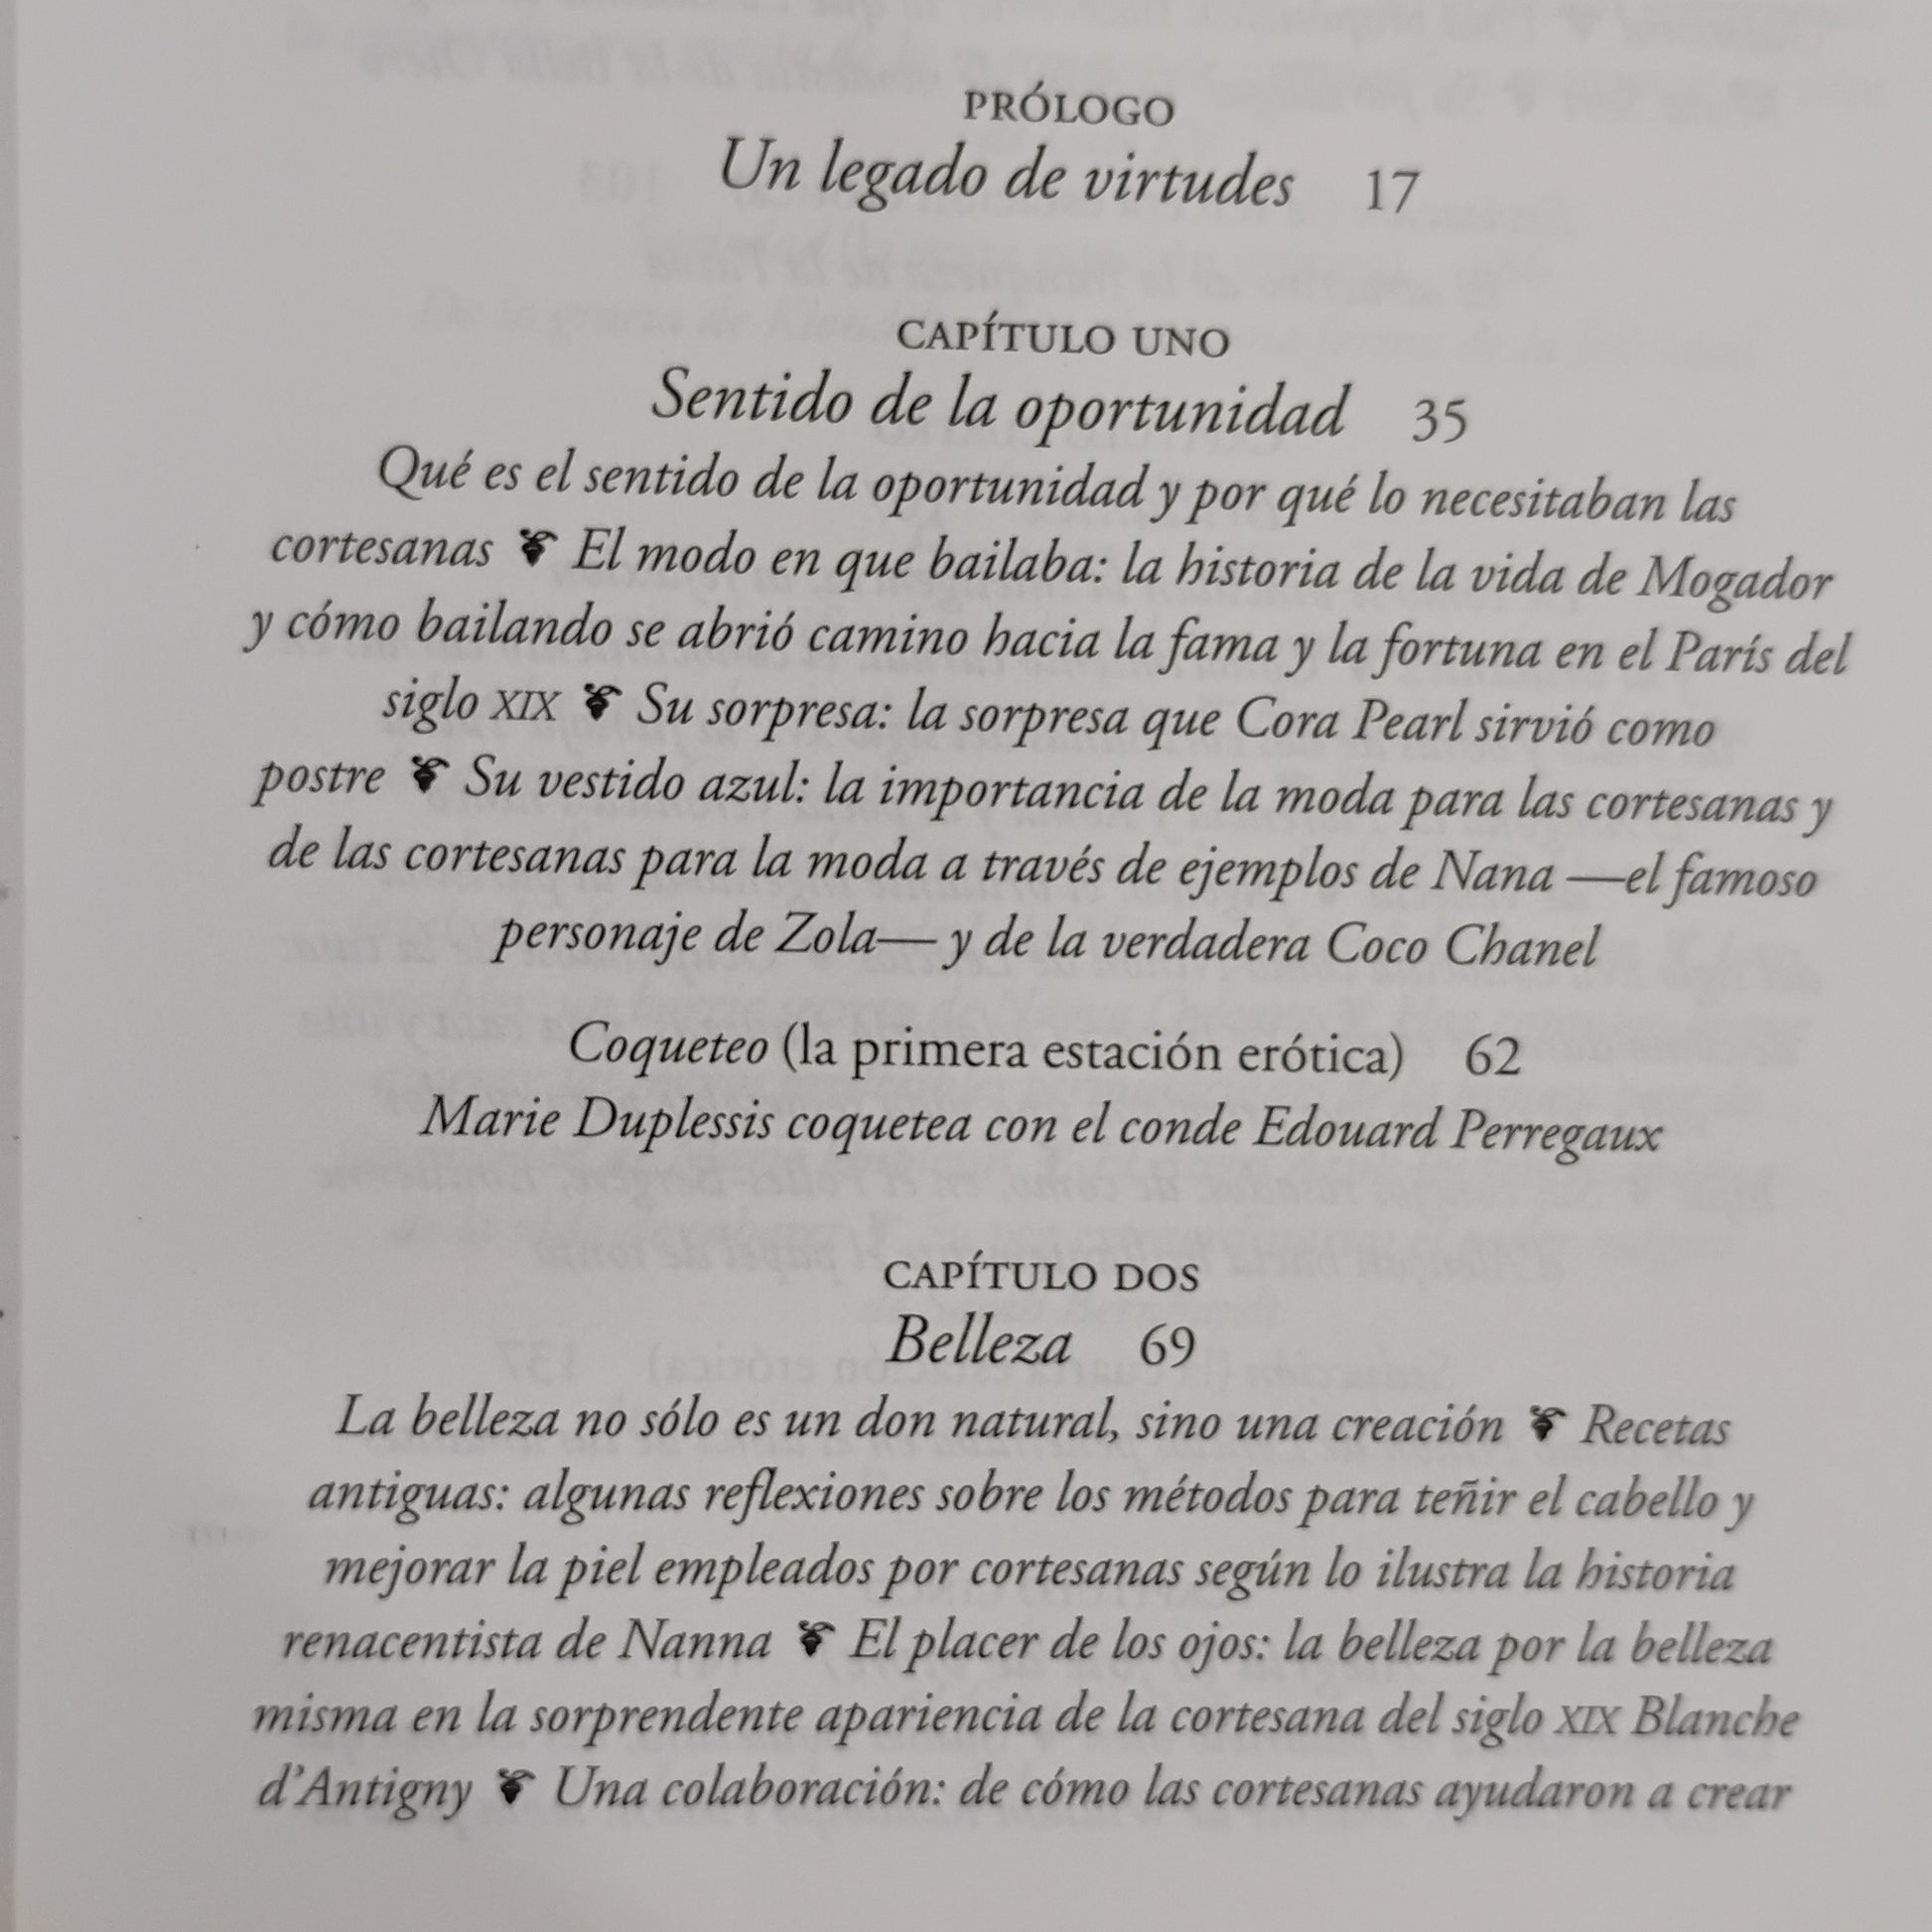 PRÓLOGO
Un legado de virtudes 17
CAPÍTULO UNO
Sentido de la oportunidad 35
Qué es el sentido de la oportunidad y por qué lo necesitaban las
cortesanas ❦ El modo en que bailaba: la historia de la vida de Mogador
y cómo bailando se abrió camino hacia la fama y la fortuna en el París del
siglo XIX ❦ Su sorpresa: la sorpresa que Cora Pearl sirvió como
postre ❦ Su vestido azul: la importancia de la moda para las cortesanas y
de las cortesanas para la moda a través de ejemplos de Nana —el famoso
personaje de Zola— y de la verdadera Coco Chanel
Coqueteo (la primera estación erótica) 62
Marie Duplessis coquetea con el conde Edouard Perregaux
CAPÍTULO DOS
Belleza 69
La belleza no sólo es un don natural, sino una creación ❦ Recetas
antiguas: algunas reflexiones sobre los métodos para teñir el cabello y
mejorar la piel empleados por cortesanas según lo ilustra la historia
renacentista de Nanna ❦ El placer de los ojos: la belleza por la belleza
misma en la sorprendente apariencia de la cortesana del siglo XIX Blanche
d'Antigny ❦ Una colaboración: de cómo las cortesanas ayudaron a crear